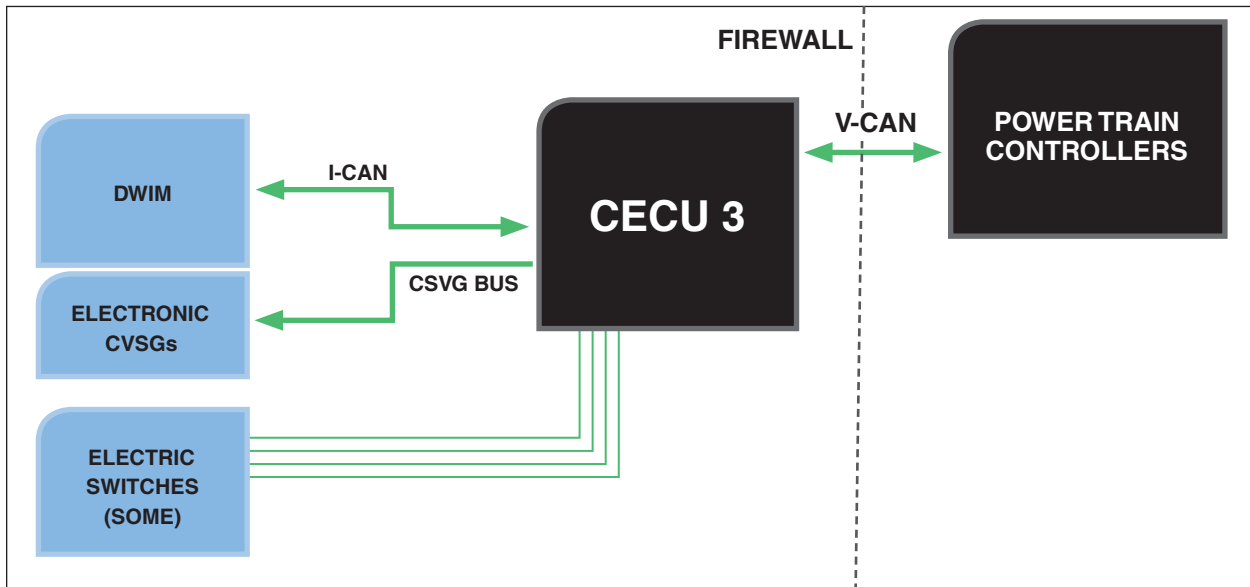 FIREWALL
POWER TRAIN
CONTROLLERS
V-CAN
CECU 3
I-CAN
DWIM
CSVG BUS
ELECTRONIC
CVSGs
ELECTRIC
SWITCHES
(SOME)